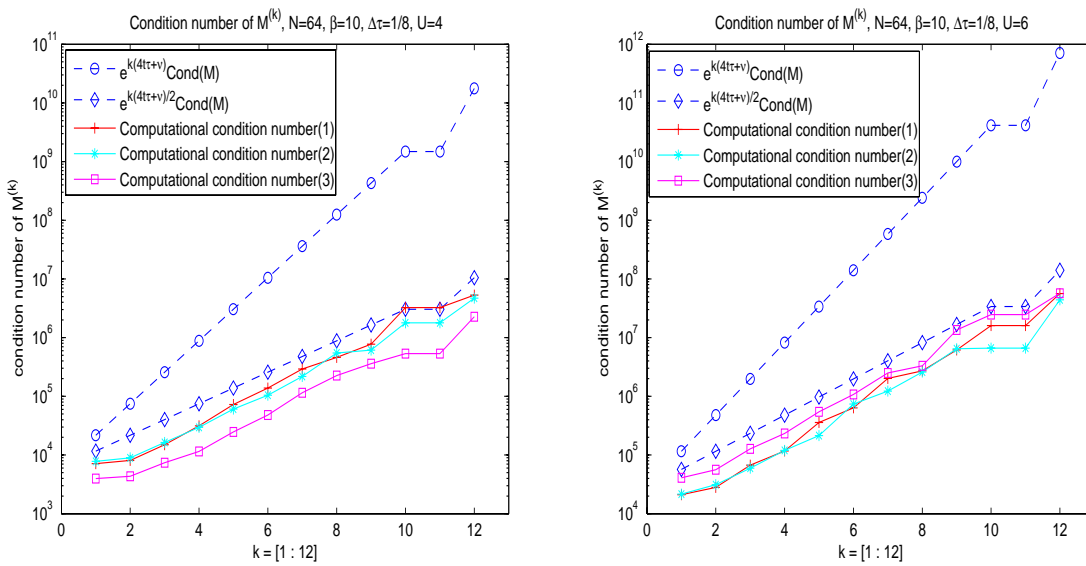 Condition number of M^(k), N=64, β=10, Δτ=1/8, U=4
condition number of M^(k)
10^11
10^10
10^9
10^8
10^7
10^6
10^5
10^4
10^3
e^k(4tτ+ν)Cond(M)
e^k(4tτ+ν)/2Cond(M)
Computational condition number(1)
Computational condition number(2)
Computational condition number(3)
0 2 4 6 8 10 12
k = [1 : 12]
Condition number of M^(k), N=64, β=10, Δτ=1/8, U=6
condition number of M^(k)
10^12
10^11
10^10
10^9
10^8
10^7
10^6
10^5
10^4
e^k(4tτ+ν)Cond(M)
e^k(4tτ+ν)/2Cond(M)
Computational condition number(1)
Computational condition number(2)
Computational condition number(3)
0 2 4 6 8 10 12
k = [1 : 12]